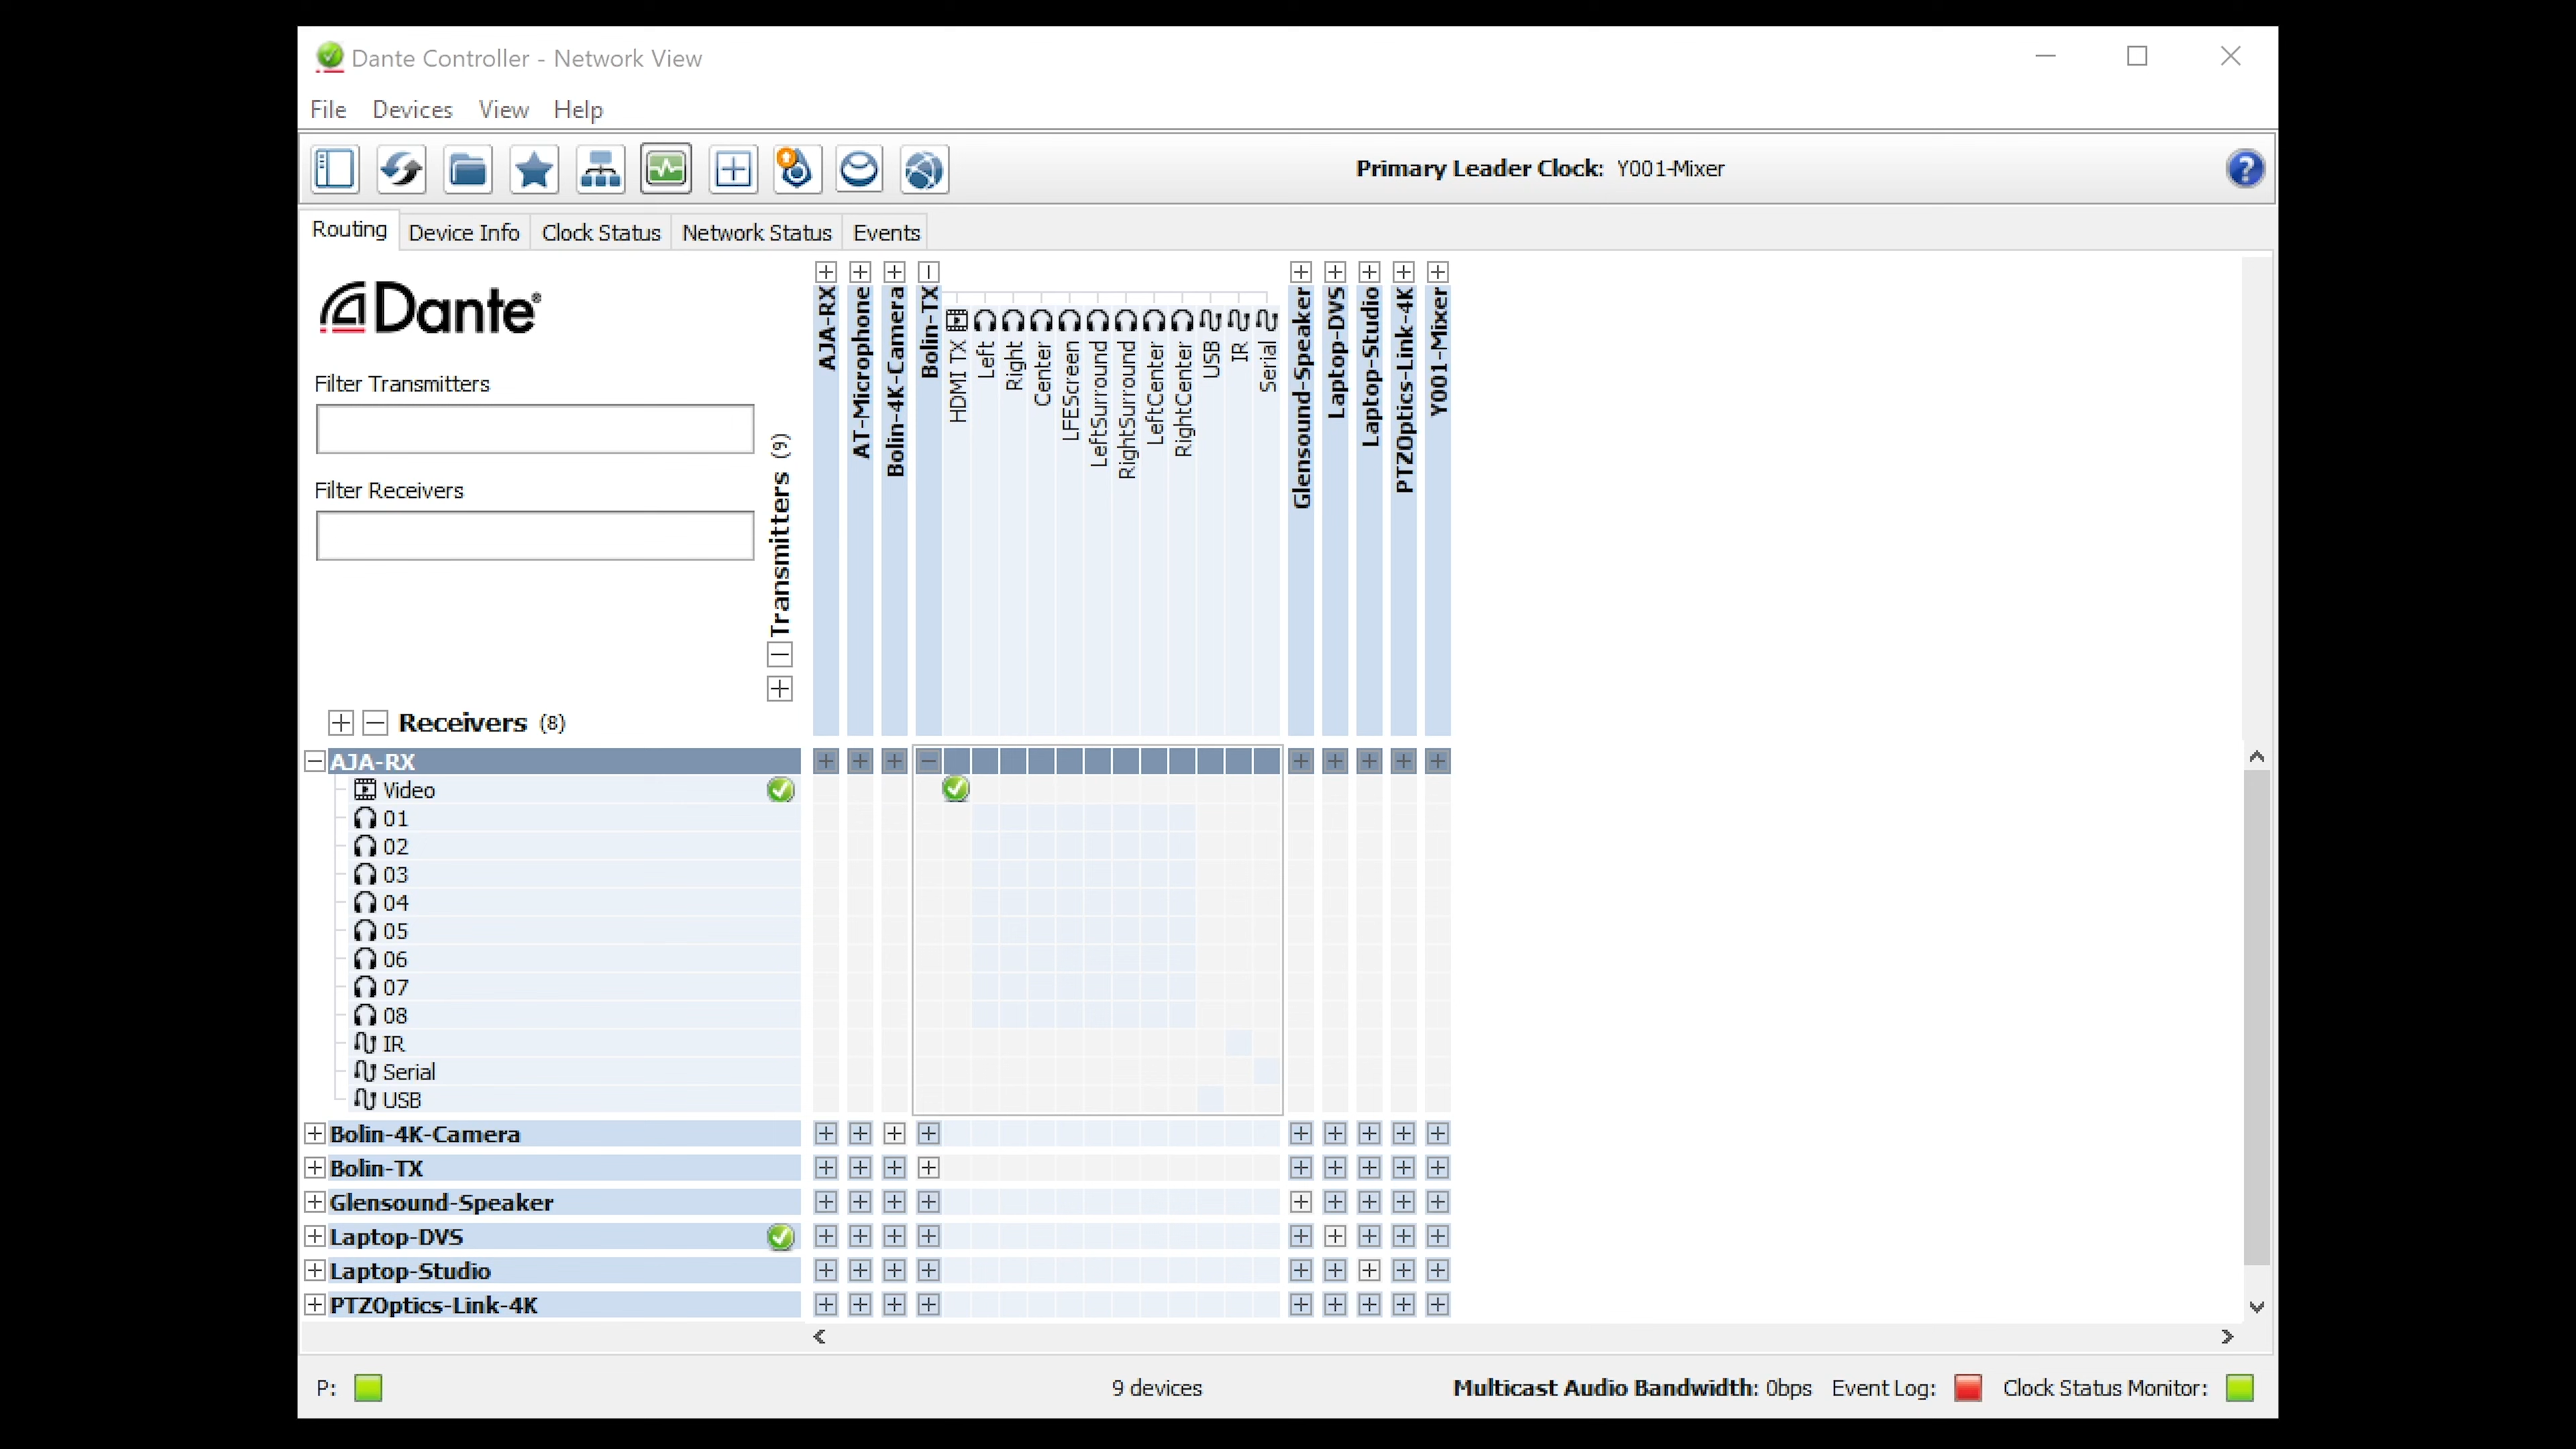 Dante Controller - Network View
File Devices View Help
Primary Leader Clock: Y001-Mixer
Routing Device Info Clock Status Network Status Events
Dante®
Filter Transmitters
Filter Receivers
Transmitters (9)
AJA-RX
AT-Microphone
Bolin-4K-Camera
Bolin-TX
HDMI TX
Left
Right
Center
LFEScreen
LeftSurround
RightSurround
LeftCenter
RightCenter
USB
IR
Serial
Glensound-Speaker
Laptop-DVS
Laptop-Studio
PTZOptics-Link-4K
Y001-Mixer
Receivers (8)
AJA-RX
Video
01
02
03
04
05
06
07
08
IR
Serial
USB
Bolin-4K-Camera
Bolin-TX
Glensound-Speaker
Laptop-DVS
Laptop-Studio
PTZOptics-Link-4K
P: 9 devices Multicast Audio Bandwidth: 0bps Event Log: Clock Status Monitor: